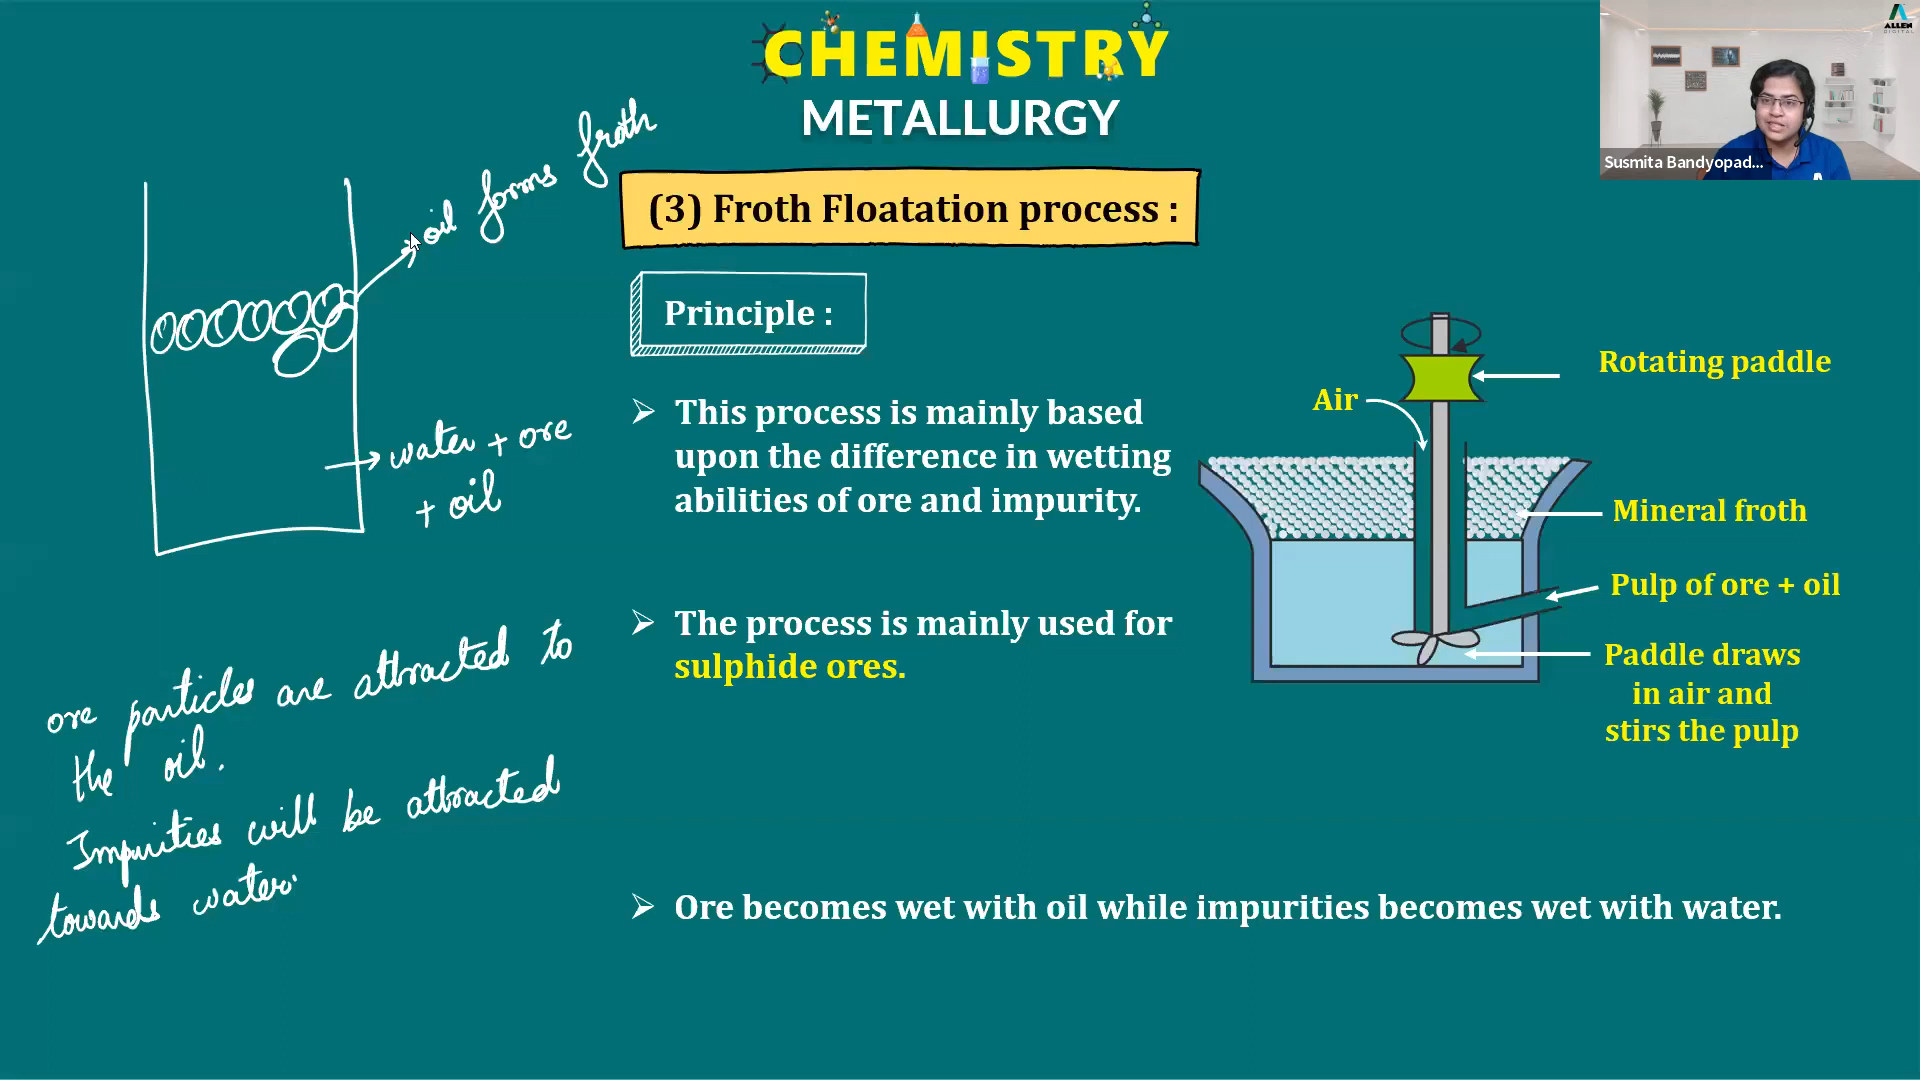 CHEMISTRY
METALLURGY
ALLEN
DIGITAL
Susmita Bandyopad...
(3) Froth Floatation process :
oil forms froth
Principle :
This process is mainly based
upon the difference in wetting
abilities of ore and impurity.
water + ore
+ oil
The process is mainly used for
sulphide ores.
ore particles are attracted to
the oil.
Impurities will be attracted
towards water.
Ore becomes wet with oil while impurities becomes wet with water.
Rotating paddle
Air
Mineral froth
Pulp of ore + oil
Paddle draws
in air and
stirs the pulp